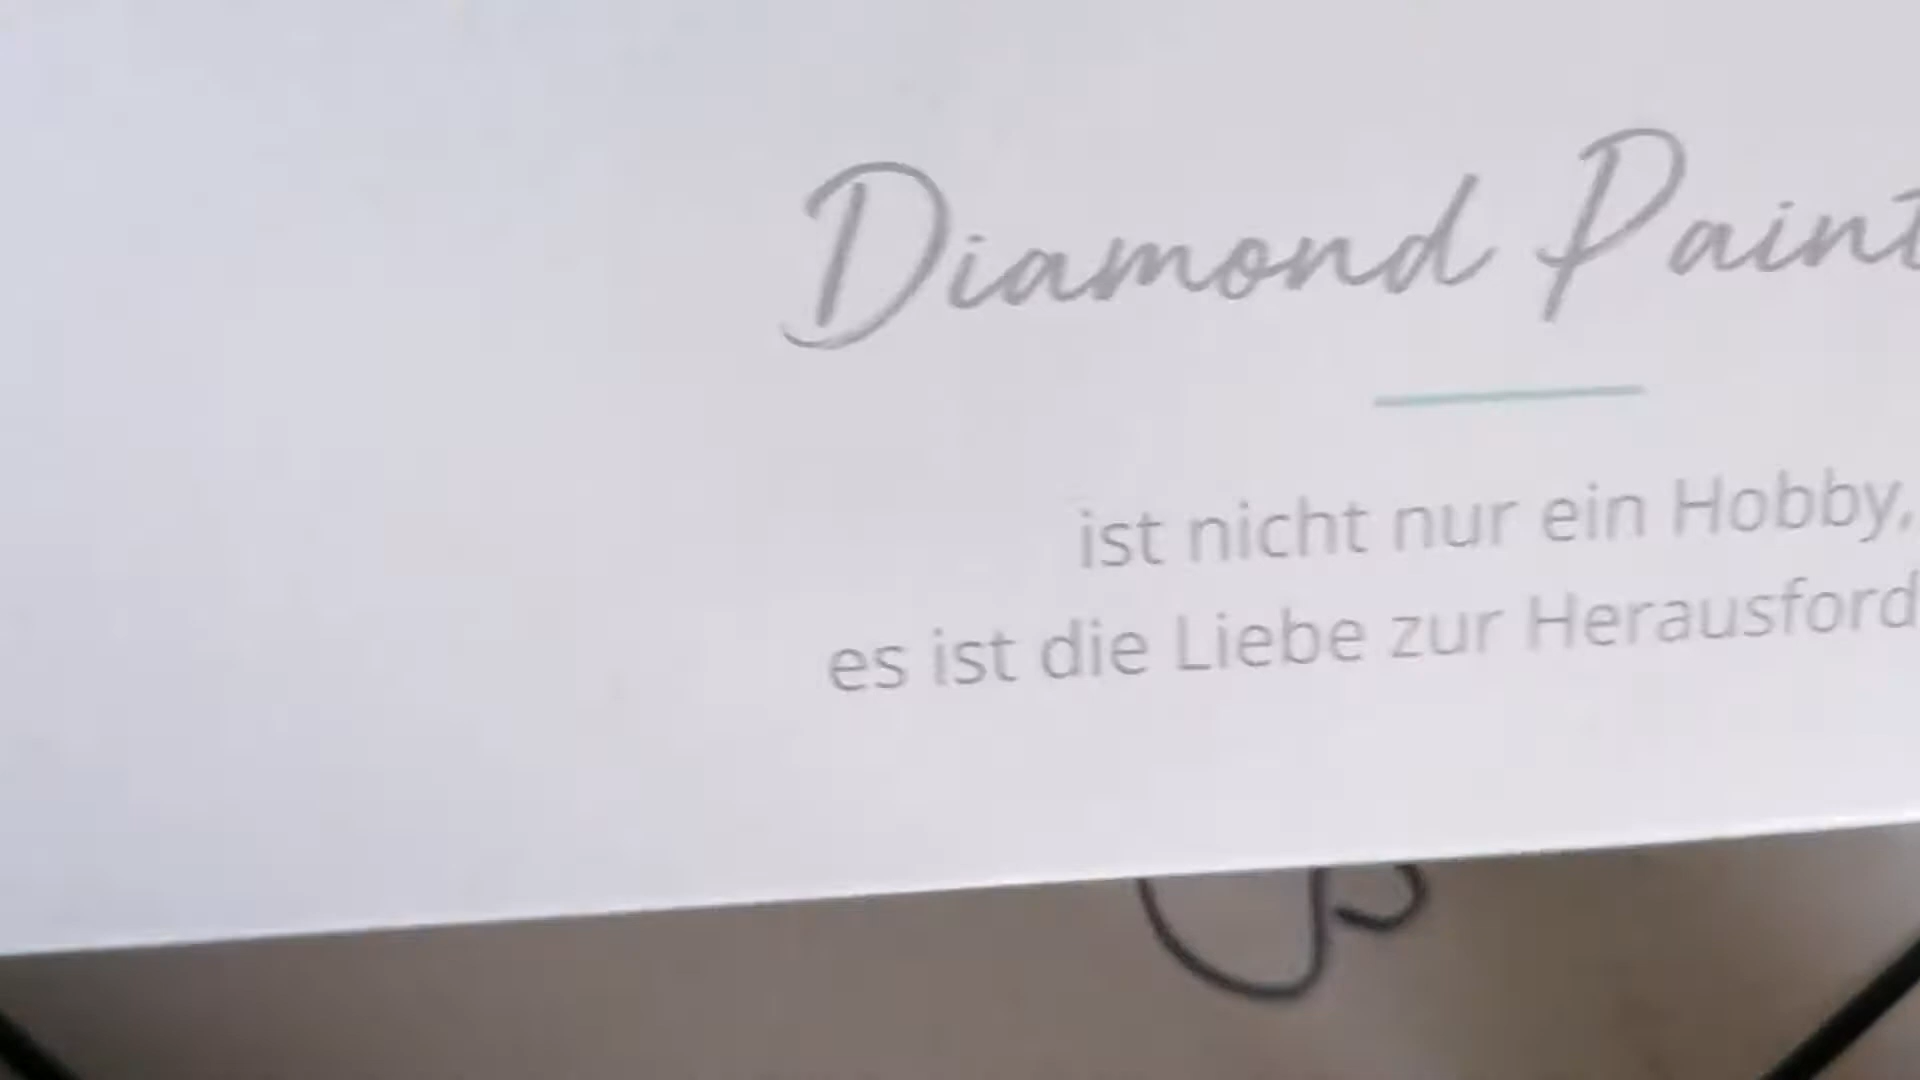 Diamond Paint
ist nicht nur ein Hobby,
es ist die Liebe zur Herausford